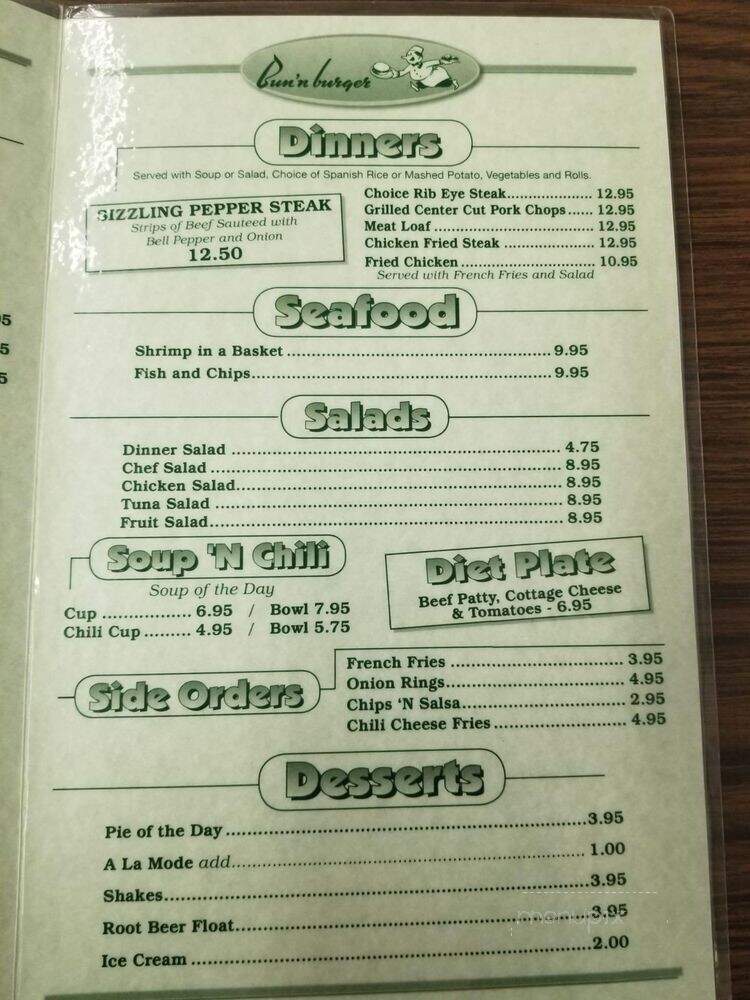 Bun'n burger
Dinners
Served with Soup or Salad, Choice of Spanish Rice or Mashed Potato, Vegetables and Rolls.
SIZZLING PEPPER STEAK
Strips of Beef Sauteed with
Bell Pepper and Onion
12.50
Choice Rib Eye Steak.................... 12.95
Grilled Center Cut Pork Chops...... 12.95
Meat Loaf ...................................... 12.95
Chicken Fried Steak ..................... 12.95
Fried Chicken ................................ 10.95
Served with French Fries and Salad
Seafood
Shrimp in a Basket ...................................................... 9.95
Fish and Chips.............................................................. 9.95
Salads
Dinner Salad .................................................................. 4.75
Chef Salad ...................................................................... 8.95
Chicken Salad................................................................. 8.95
Tuna Salad ..................................................................... 8.95
Fruit Salad...................................................................... 8.95
Soup 'N Chili
Soup of the Day
Cup .................. 6.95 / Bowl 7.95
Chili Cup ......... 4.95 / Bowl 5.75
Diet Plate
Beef Patty, Cottage Cheese
& Tomatoes - 6.95
Side Orders
French Fries ................................... 3.95
Onion Rings.................................... 4.95
Chips 'N Salsa................................. 2.95
Chili Cheese Fries........................... 4.95
Desserts
Pie of the Day.........................................................................3.95
A La Mode add...................................................................... 1.00
Shakes....................................................................................3.95
Root Beer Float.......................................................................3.95
Ice Cream ...............................................................................2.00
5
5
5